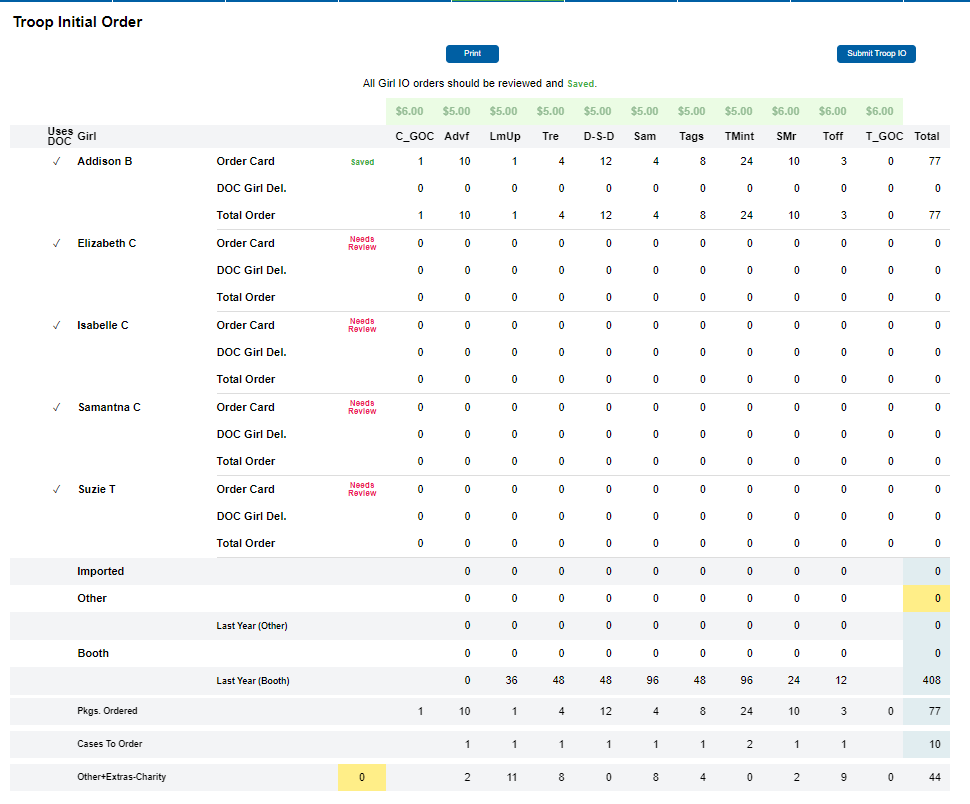 Troop Initial Order
Print Submit Troop IO
All Girl IO orders should be reviewed and Saved.
$6.00 $5.00 $5.00 $5.00 $5.00 $5.00 $5.00 $5.00 $6.00 $6.00 $6.00
Uses DOC Girl C_GOC Advf LmUp Tre D-S-D Sam Tags TMint SMr Toff T_GOC Total
✓ Addison B Order Card Saved 1 10 1 4 12 4 8 24 10 3 0 77
DOC Girl Del. 0 0 0 0 0 0 0 0 0 0 0 0
Total Order 1 10 1 4 12 4 8 24 10 3 0 77
✓ Elizabeth C Order Card Needs Review 0 0 0 0 0 0 0 0 0 0 0 0
DOC Girl Del. 0 0 0 0 0 0 0 0 0 0 0 0
Total Order 0 0 0 0 0 0 0 0 0 0 0 0
✓ Isabelle C Order Card Needs Review 0 0 0 0 0 0 0 0 0 0 0 0
DOC Girl Del. 0 0 0 0 0 0 0 0 0 0 0 0
Total Order 0 0 0 0 0 0 0 0 0 0 0 0
✓ Samantna C Order Card Needs Review 0 0 0 0 0 0 0 0 0 0 0 0
DOC Girl Del. 0 0 0 0 0 0 0 0 0 0 0 0
Total Order 0 0 0 0 0 0 0 0 0 0 0 0
✓ Suzie T Order Card Needs Review 0 0 0 0 0 0 0 0 0 0 0 0
DOC Girl Del. 0 0 0 0 0 0 0 0 0 0 0 0
Total Order 0 0 0 0 0 0 0 0 0 0 0 0
Imported 0 0 0 0 0 0 0 0 0 0
Other 0 0 0 0 0 0 0 0 0 0
Last Year (Other) 0 0 0 0 0 0 0 0 0 0
Booth 0 0 0 0 0 0 0 0 0 0
Last Year (Booth) 0 36 48 48 96 48 96 24 12 408
Pkgs. Ordered 1 10 1 4 12 4 8 24 10 3 0 77
Cases To Order 1 1 1 1 1 1 2 1 1 10
Other+Extras-Charity 0 2 11 8 0 8 4 0 2 9 0 44